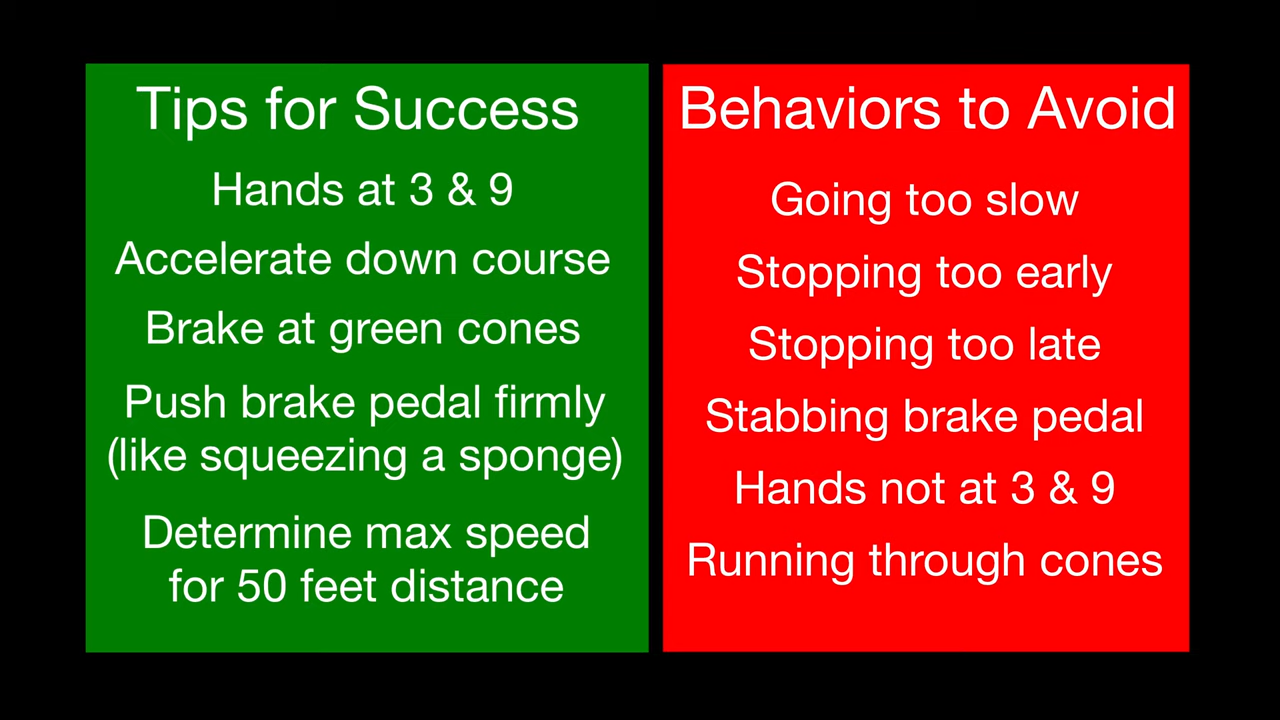 Tips for Success
Hands at 3 & 9
Accelerate down course
Brake at green cones
Push brake pedal firmly
(like squeezing a sponge)
Determine max speed
for 50 feet distance
Behaviors to Avoid
Going too slow
Stopping too early
Stopping too late
Stabbing brake pedal
Hands not at 3 & 9
Running through cones